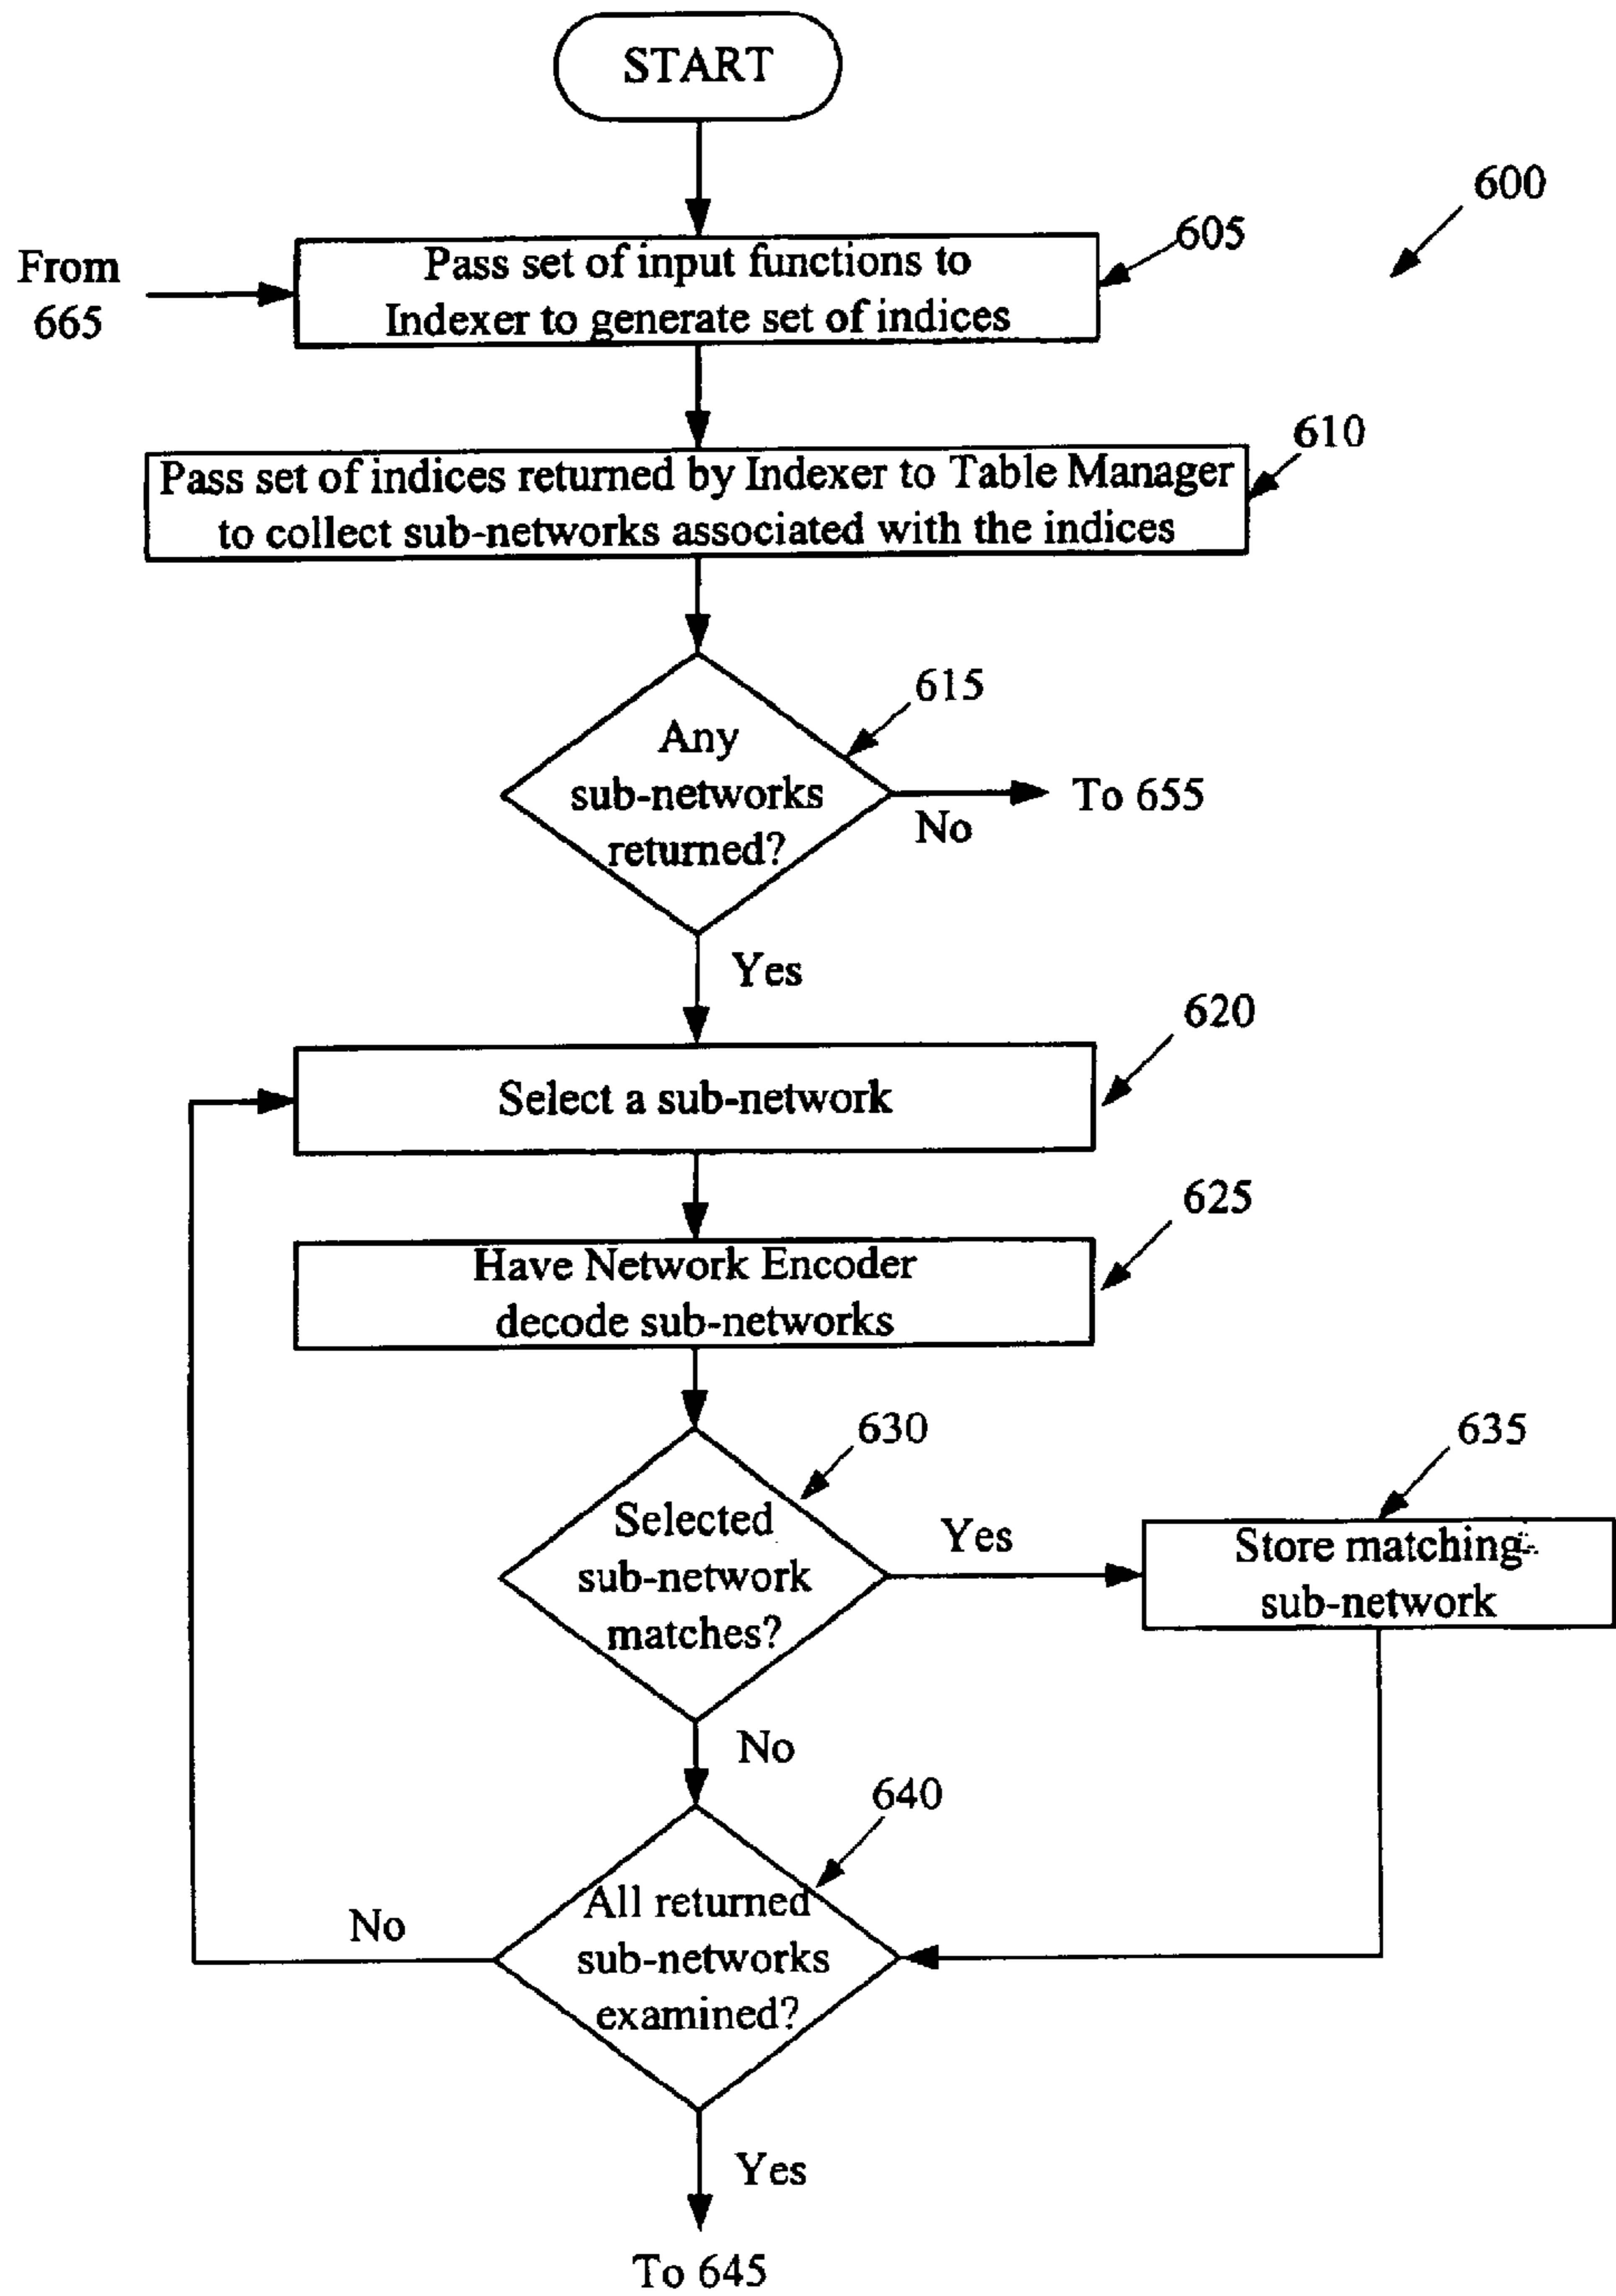 START
600
605
From
665
Pass set of input functions to
Indexer to generate set of indices
610
Pass set of indices returned by Indexer to Table Manager
to collect sub-networks associated with the indices
615
Any
sub-networks
returned?
To 655
No
Yes
620
Select a sub-network
625
Have Network Encoder
decode sub-networks
630
635
Selected
sub-network
matches?
Yes
Store matching
sub-network
No
640
All returned
sub-networks
examined?
No
Yes
To 645